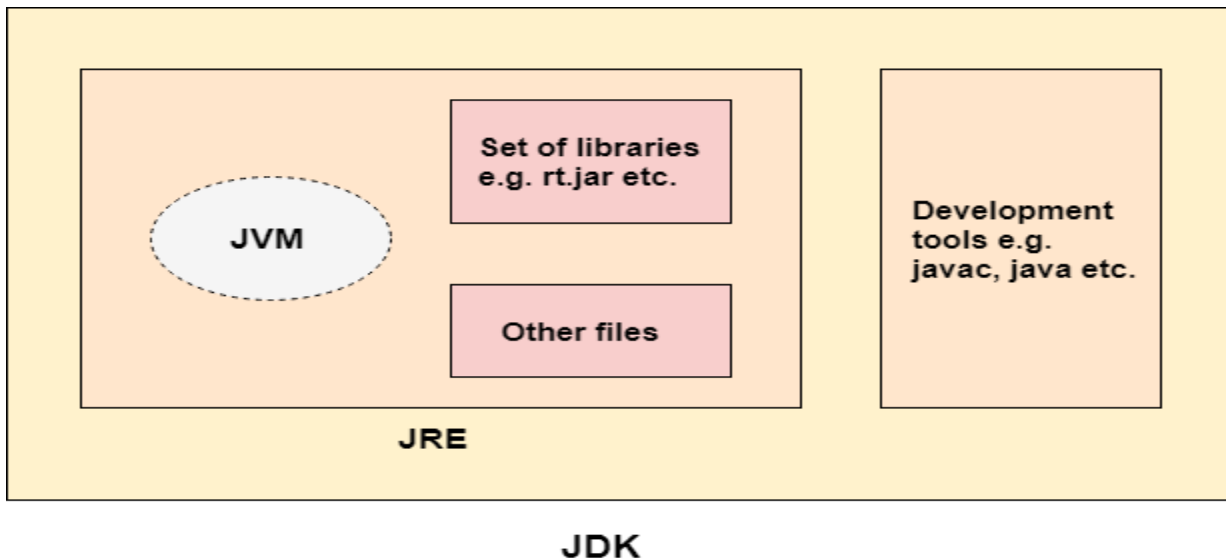 JVM
Set of libraries
e.g. rt.jar etc.
Other files
Development
tools e.g.
javac, java etc.
JRE
JDK